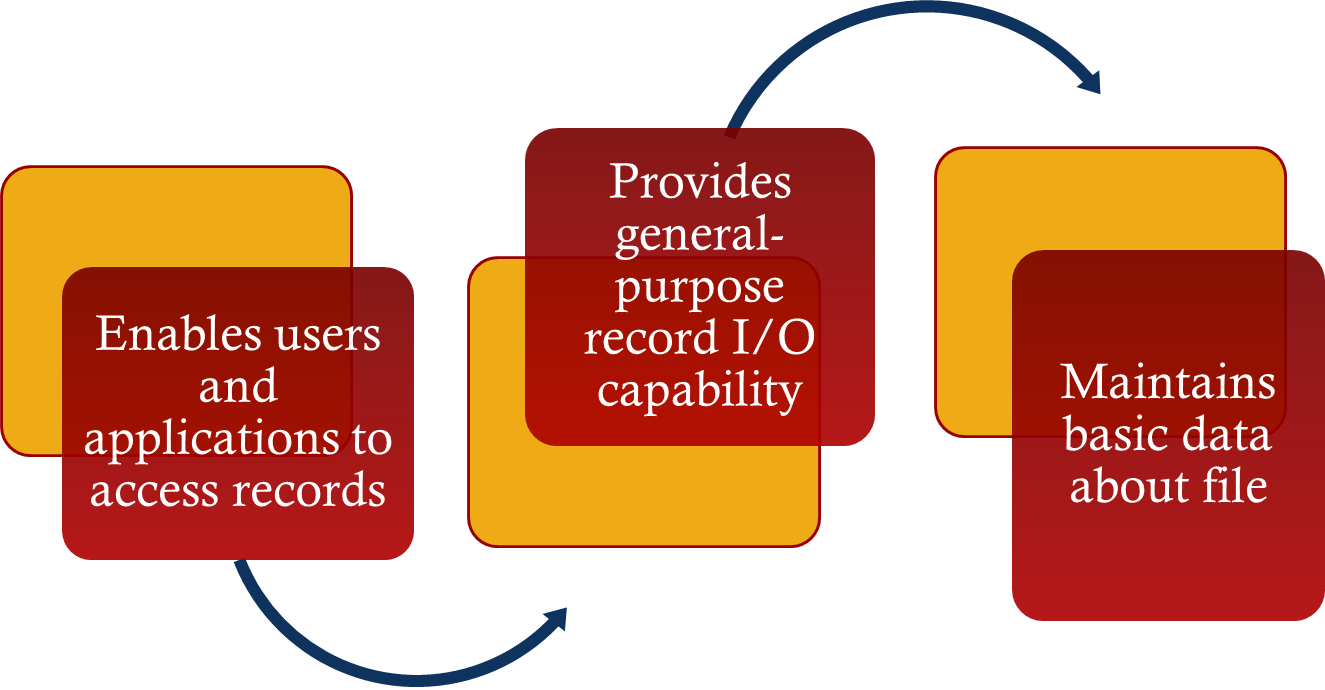 Enables users
and
applications to
access records
Provides
general-
purpose
record I/O
capability
Maintains
basic data
about file